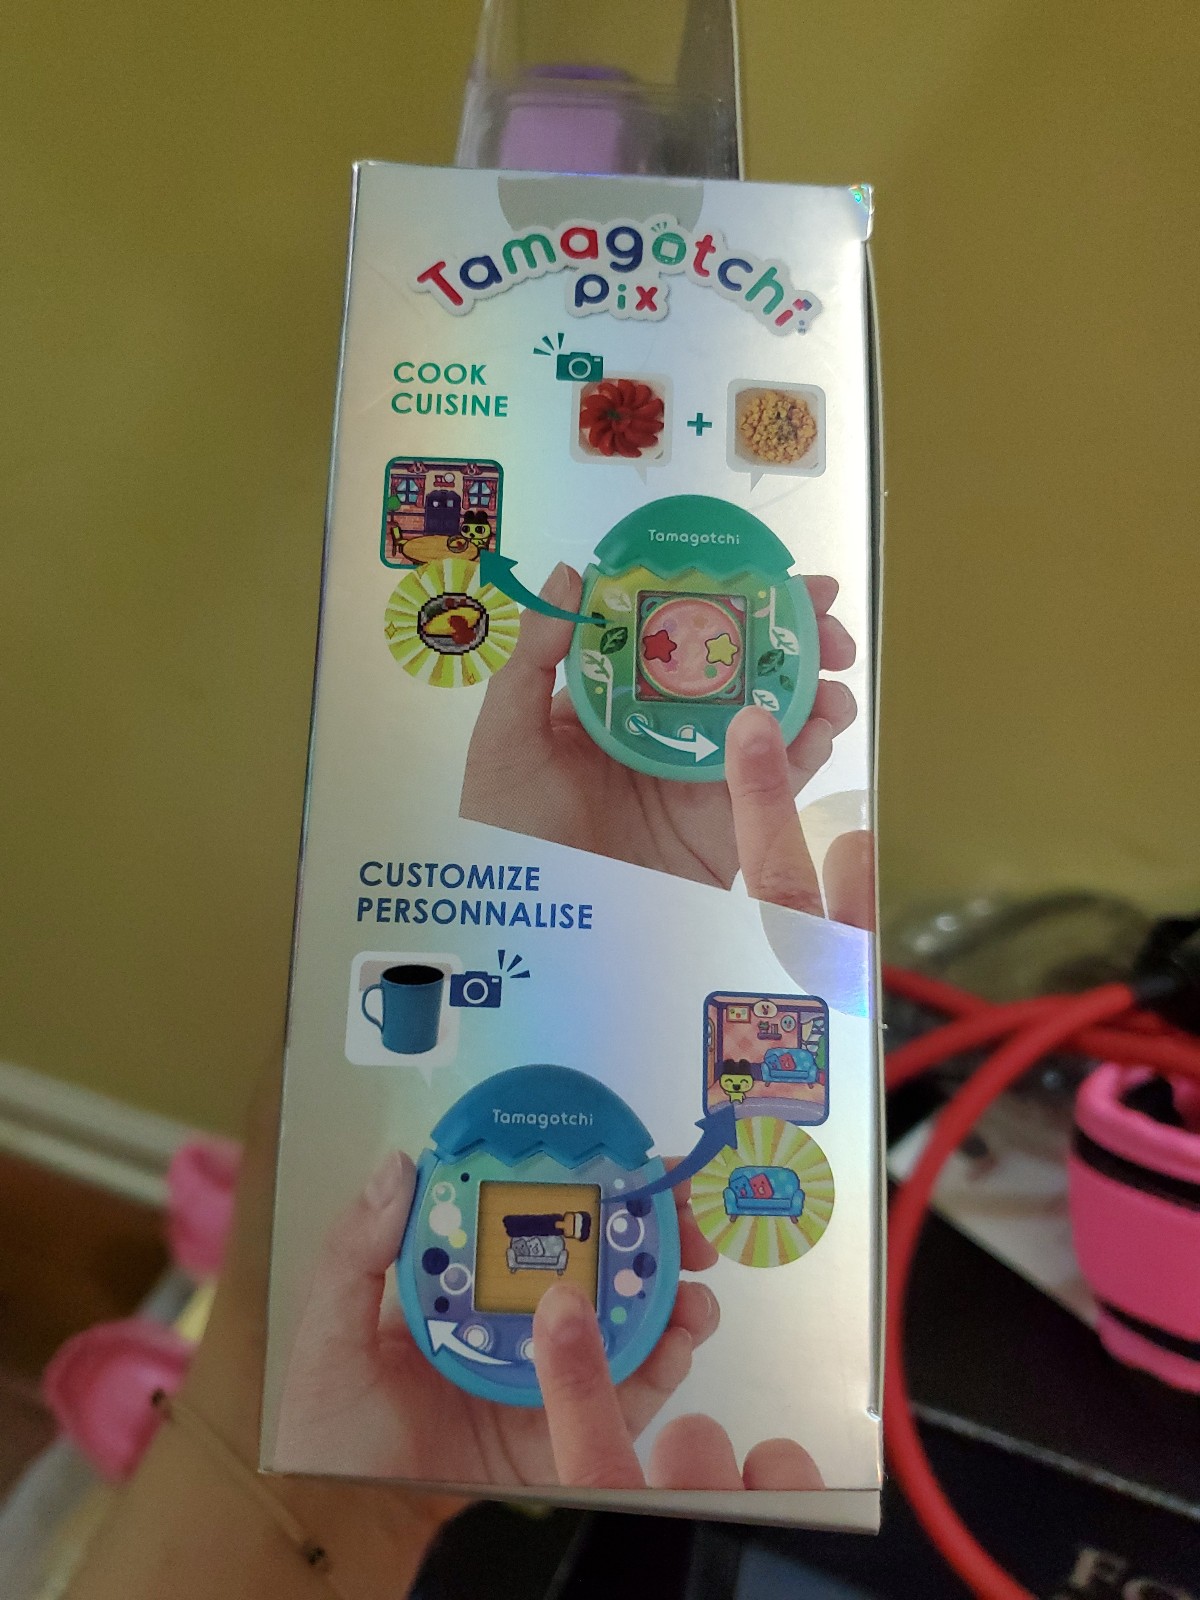 Tamagotchi
Pix
COOK
CUISINE
+
Tamagotchi
CUSTOMIZE
PERSONNALISE
Tamagotchi